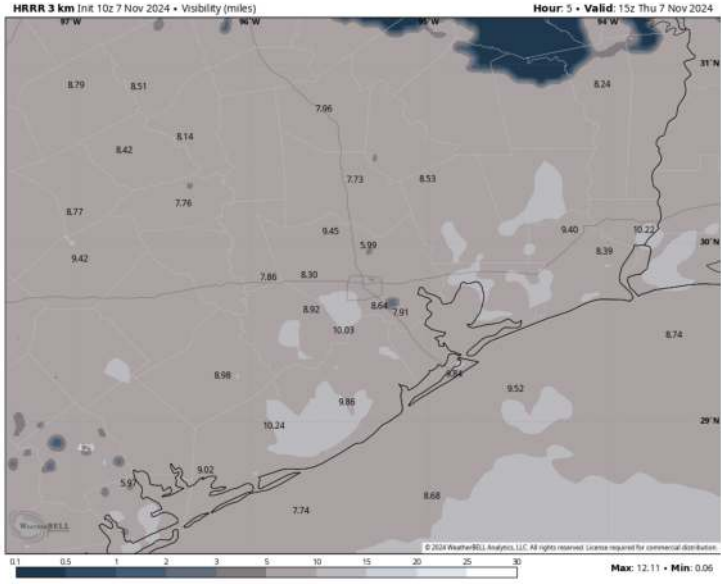 HRRR 3 km Init 10z 7 Nov 2024 • Visibility (miles) Hour: 5 • Valid: 15z Thu 7 Nov 2024
97°W 96°W 95°W 94°W
31°N
8.79 8.51 8.24
7.96
8.14
8.42
7.73 8.53
7.76
8.77
9.45 9.40 10.22 30°N
5.99 8.39
9.42
7.86 8.30
8.92 8.64 7.91
10.03 8.74
8.98
9.52
9.86
10.24 29°N
9.02
5.97
8.68
7.74
WeatherBELL
© 2024 WeatherBELL Analytics, LLC. All rights reserved. License required for commercial distribution.
0.1 0.5 1 2 3 5 10 15 20 25 30
Max: 12.11 • Min: 0.06